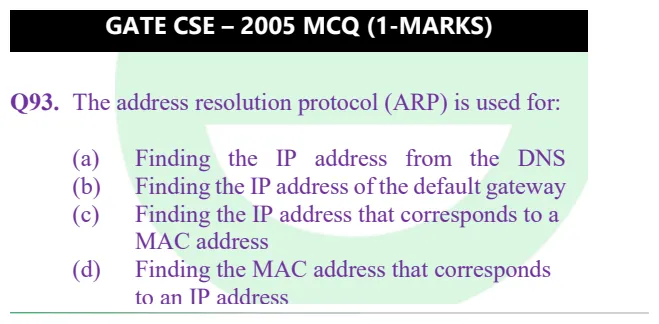 GATE CSE – 2005 MCQ (1-MARKS)
Q93. The address resolution protocol (ARP) is used for:
(a) Finding the IP address from the DNS
(b) Finding the IP address of the default gateway
(c) Finding the IP address that corresponds to a
MAC address
(d) Finding the MAC address that corresponds
to an IP address